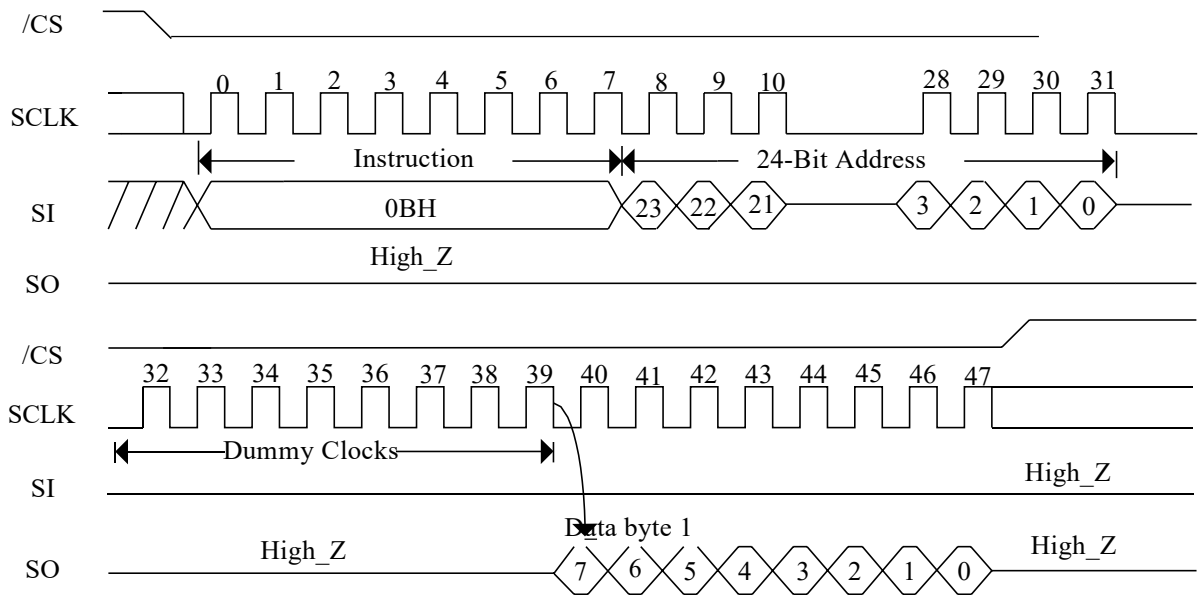 /CS
0 1 2 3 4 5 6 7 8 9 10 28 29 30 31
SCLK
Instruction 24-Bit Address
SI 0BH 23 22 21 3 2 1 0
High_Z
SO
/CS
32 33 34 35 36 37 38 39 40 41 42 43 44 45 46 47
SCLK
Dummy Clocks
SI High_Z
Data byte 1
SO High_Z 7 6 5 4 3 2 1 0 High_Z